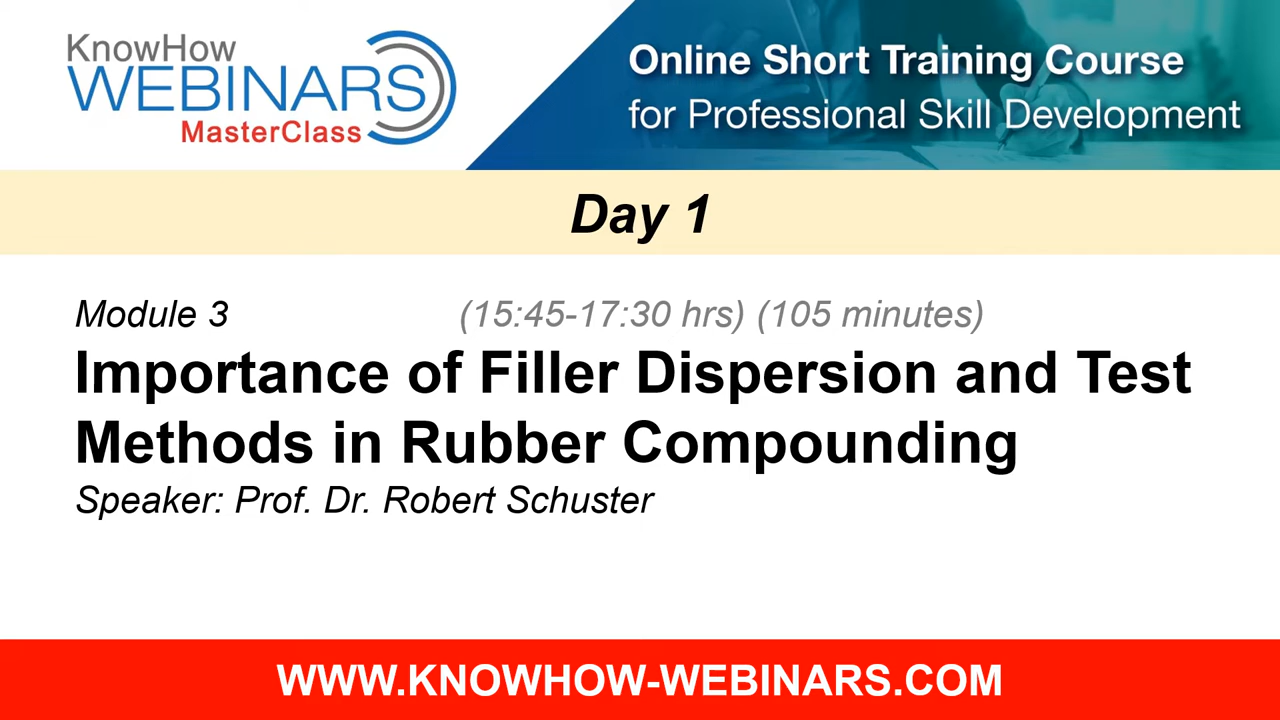 KnowHow
WEBINARS
MasterClass
Online Short Training Course
for Professional Skill Development
Day 1
Module 3 (15:45-17:30 hrs) (105 minutes)
Importance of Filler Dispersion and Test
Methods in Rubber Compounding
Speaker: Prof. Dr. Robert Schuster
WWW.KNOWHOW-WEBINARS.COM